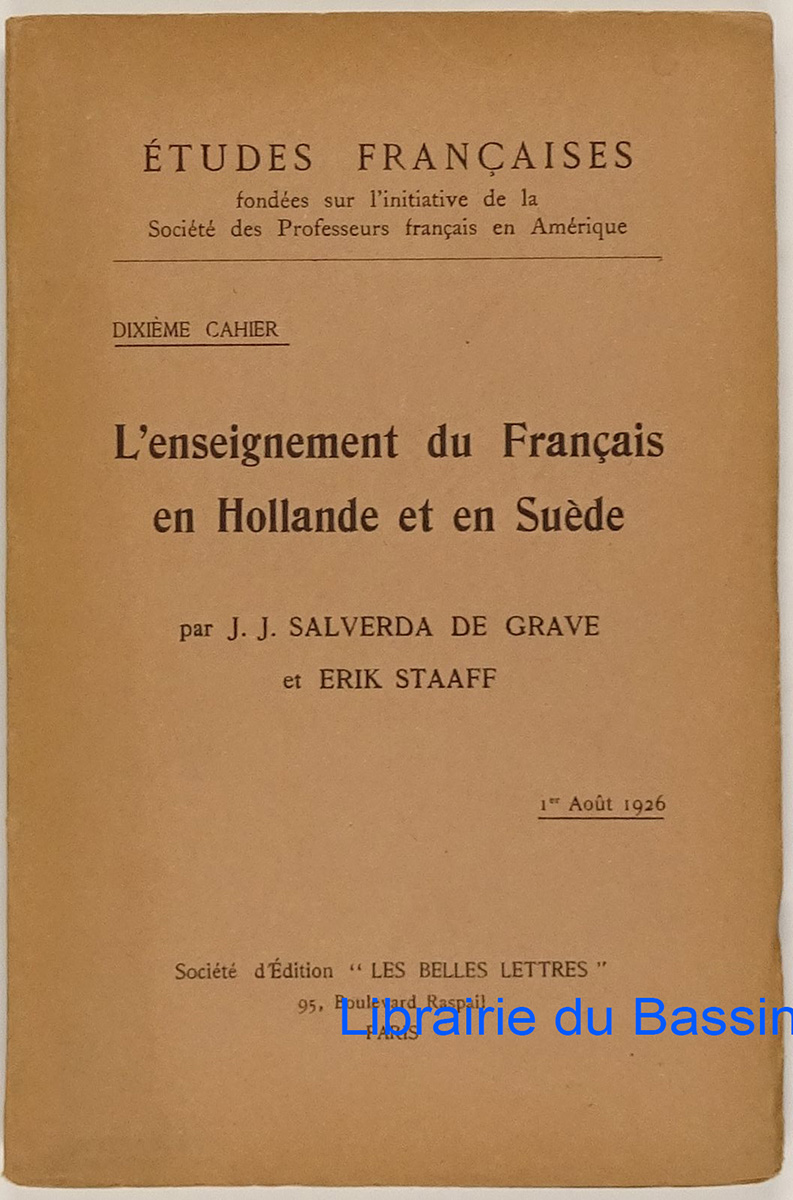 ÉTUDES FRANÇAISES
fondées sur l'initiative de la
Société des Professeurs français en Amérique
DIXIÈME CAHIER
L'enseignement du Français
en Hollande et en Suède
par J. J. SALVERDA DE GRAVE
et ERIK STAAFF
1er Août 1926
Société d'Édition " LES BELLES LETTRES "
95, Boulevard Raspail
Librairie du Bassin
PARIS